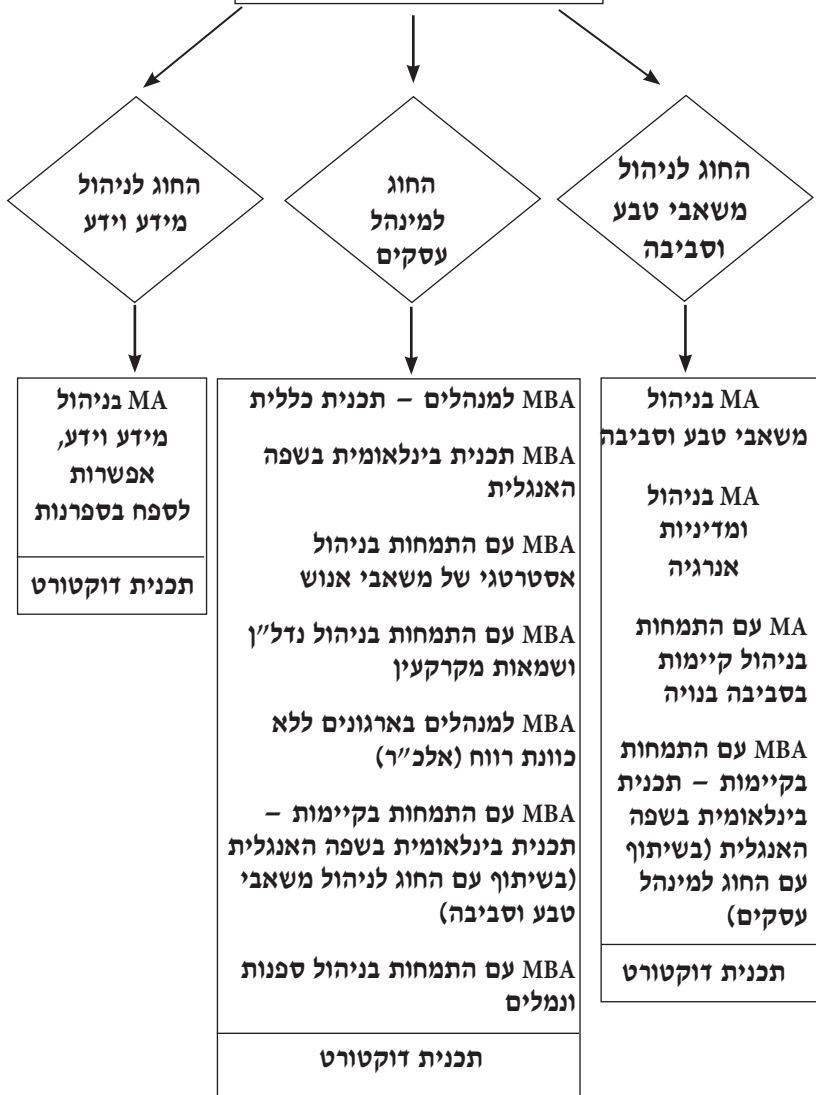 החוג לניהול
משאבי טבע
וסביבה
החוג
למינהל
עסקים
החוג לניהול
מידע וידע
MA בניהול
משאבי טבע וסביבה
MA בניהול
ומדיניות
אנרגיה
MA עם התמחות
בניהול קיימות
בסביבה בנויה
MBA עם התמחות
בקיימות – תכנית
בינלאומית בשפה
האנגלית (בשיתוף
עם החוג למינהל
עסקים)
תכנית דוקטורט
MBA למנהלים – תכנית כללית
MBA תכנית בינלאומית בשפה
האנגלית
MBA עם התמחות בניהול
אסטרטגי של משאבי אנוש
MBA עם התמחות בניהול נדל"ן
ושמאות מקרקעין
MBA למנהלים בארגונים ללא
כוונת רווח (אלכ"ר)
MBA עם התמחות בקיימות –
תכנית בינלאומית בשפה האנגלית
(בשיתוף עם החוג לניהול משאבי
טבע וסביבה)
MBA עם התמחות בניהול ספנות
ונמלים
תכנית דוקטורט
MA בניהול
מידע וידע,
אפשרות
לספח בספרנות
תכנית דוקטורט